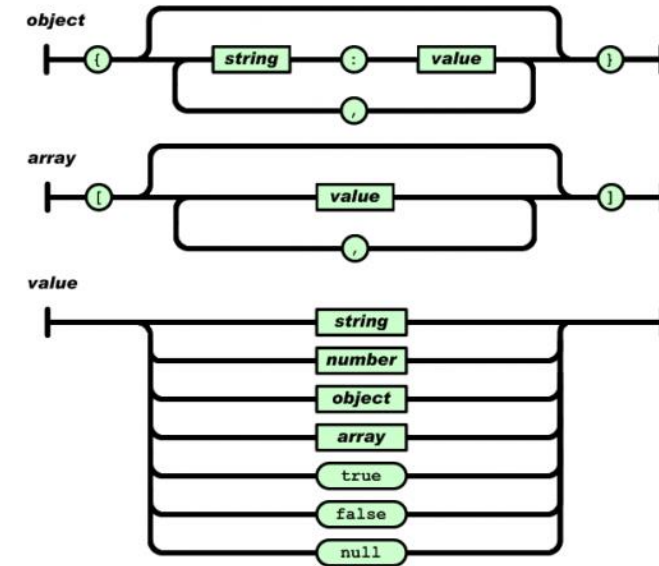 object
{ string : value }
,
array
[ value ]
,
value
string
number
object
array
true
false
null